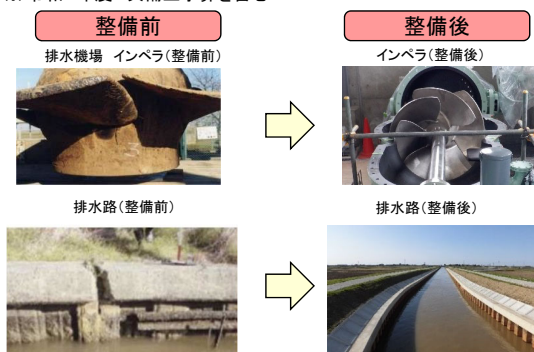 整備前
整備後
排水機場 インペラ(整備前)
インペラ(整備後)
排水路(整備前)
排水路(整備後)